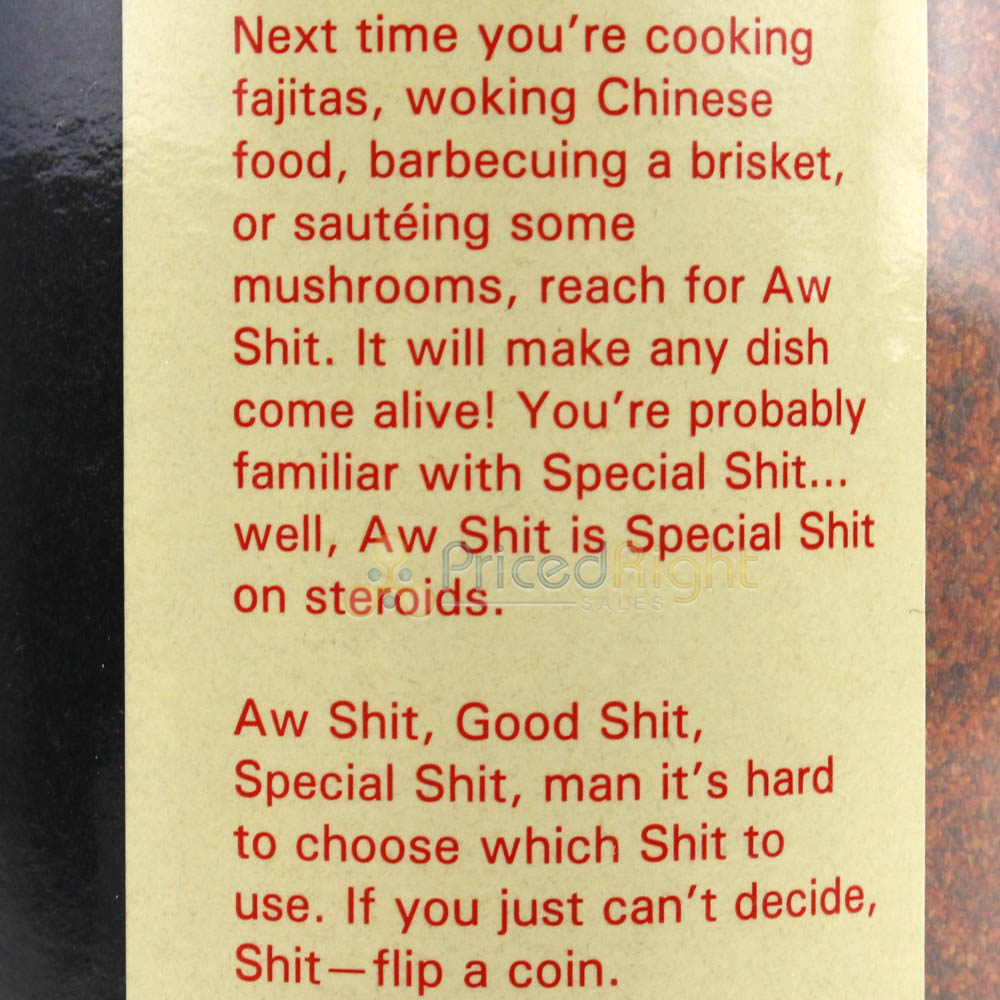 Next time you're cooking
fajitas, woking Chinese
food, barbecuing a brisket,
or sautéing some
mushrooms, reach for Aw
Shit. It will make any dish
come alive! You're probably
familiar with Special Shit...
well, Aw Shit is Special Shit
on steroids.
PricedRight
SALES
Aw Shit, Good Shit,
Special Shit, man it's hard
to choose which Shit to
use. If you just can't decide,
Shit—flip a coin.